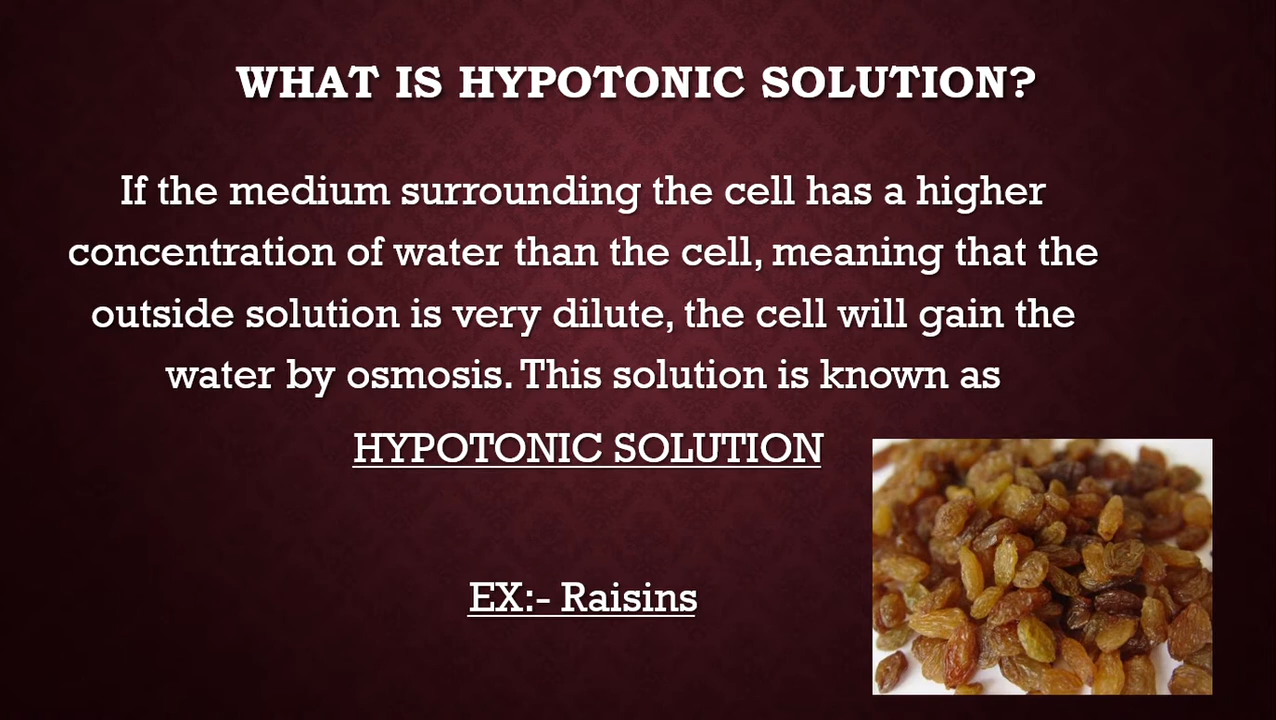 WHAT IS HYPOTONIC SOLUTION?
If the medium surrounding the cell has a higher
concentration of water than the cell, meaning that the
outside solution is very dilute, the cell will gain the
water by osmosis. This solution is known as
HYPOTONIC SOLUTION
EX:- Raisins